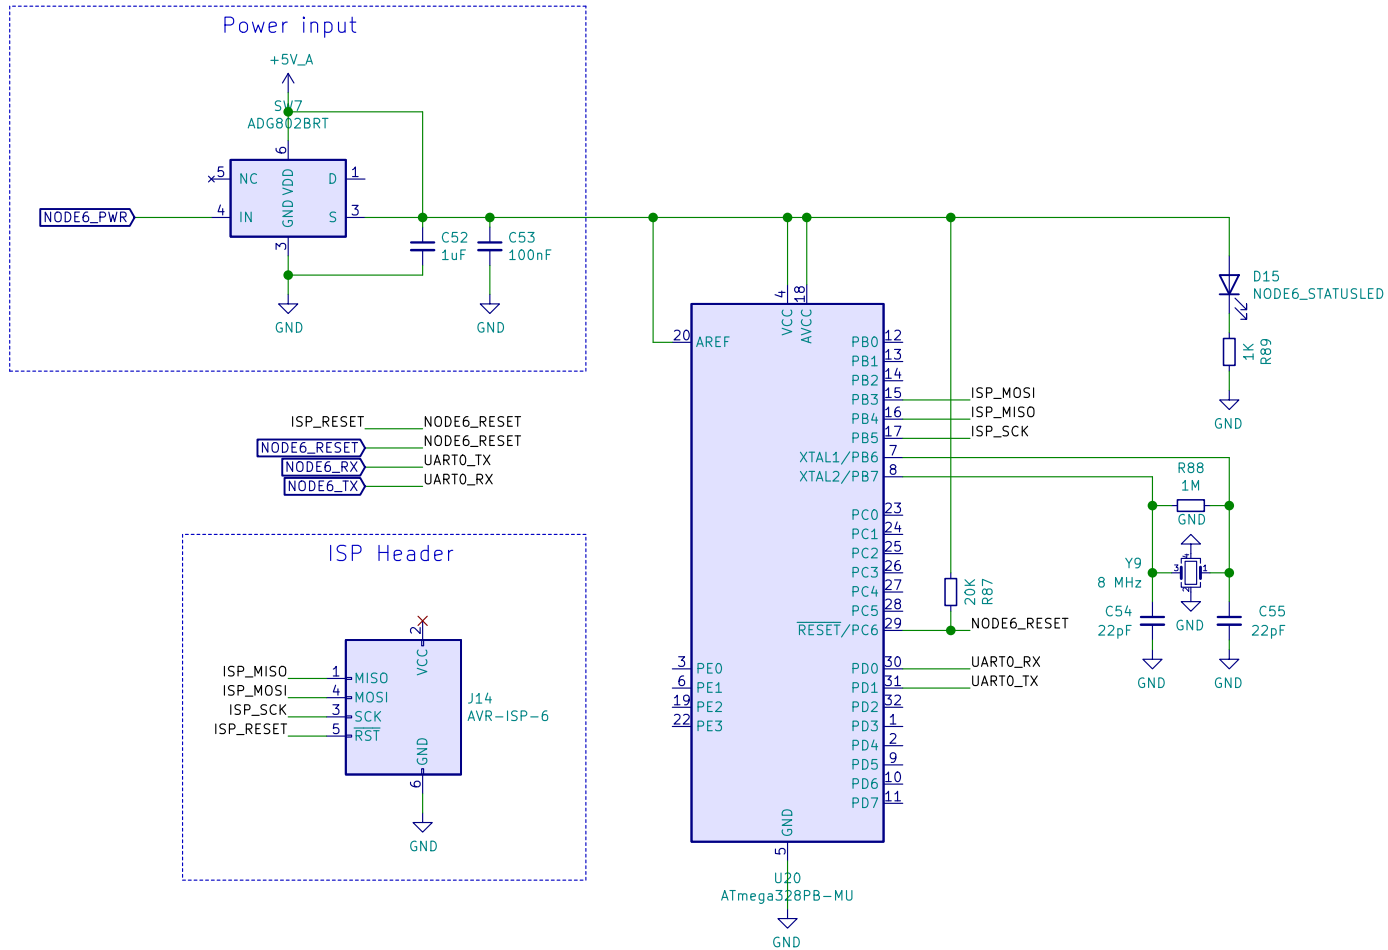 Power input
+5V_A
SW7
ADG802BRT
6
5
NC
VDD
D
1
NODE6_PWR
4
IN
GND
S
3
3
C52
1uF
C53
100nF
GND
GND
4
18
VCC
AVCC
20
AREF
PB0
12
PB1
13
PB2
14
PB3
15
ISP_MOSI
PB4
16
ISP_MISO
PB5
17
ISP_SCK
XTAL1/PB6
7
XTAL2/PB7
8
PC0
23
PC1
24
PC2
25
PC3
26
PC4
27
PC5
28
RESET/PC6
29
NODE6_RESET
PD0
30
UART0_RX
PD1
31
UART0_TX
PD2
32
PD3
1
PD4
2
PD5
9
PD6
10
PD7
11
3
PE0
6
PE1
19
PE2
22
PE3
GND
5
U20
ATmega328PB-MU
GND
D15
NODE6_STATUSLED
1K
R89
GND
R88
1M
GND
4
Y9
8 MHz
3
1
2
GND
C54
22pF
C55
22pF
GND
GND
20K
R87
ISP_RESET
NODE6_RESET
NODE6_RESET
NODE6_RESET
NODE6_RX
UART0_TX
NODE6_TX
UART0_RX
ISP Header
2
VCC
ISP_MISO
1
MISO
ISP_MOSI
4
MOSI
ISP_SCK
3
SCK
ISP_RESET
5
RST
J14
AVR-ISP-6
GND
6
GND